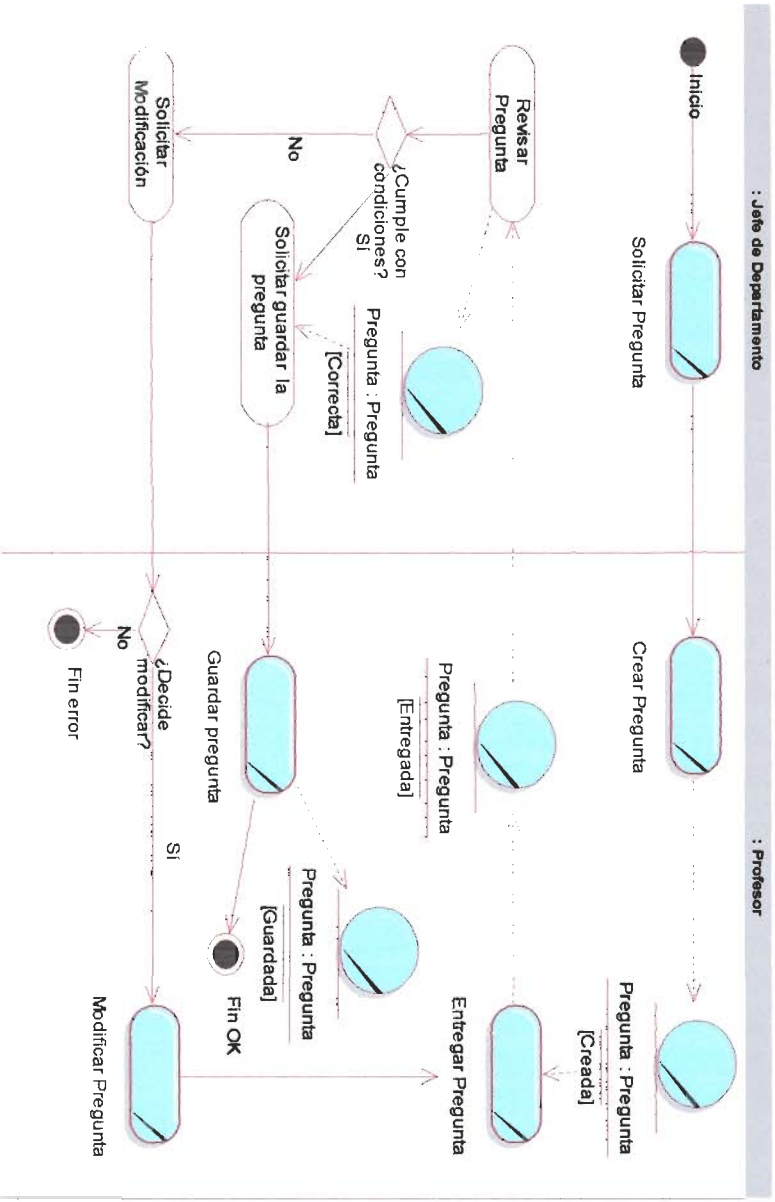 : Jefe de Departamento
: Profesor
Inicio
Solicitar Pregunta
Crear Pregunta
Pregunta : Pregunta
[Creada]
Revisar
Pregunta
Pregunta : Pregunta
[Entregada]
Entregar Pregunta
Pregunta : Pregunta
[Correcta]
¿Cumple con
condiciones?
Sí
No
Solicitar guardar la
pregunta
Guardar pregunta
Pregunta : Pregunta
[Guardada]
Fin OK
Solicitar
Modificación
¿Decide
modificar?
Sí
No
Fin error
Modificar Pregunta